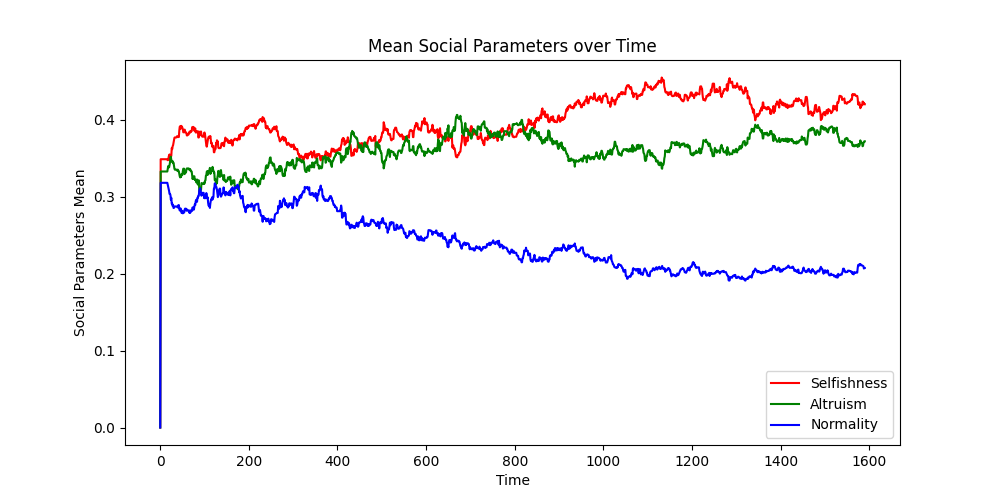 Mean Social Parameters over Time
Social Parameters Mean
0.4
0.3
0.2
0.1
0.0
Selfishness
Altruism
Normality
0 200 400 600 800 1000 1200 1400 1600
Time